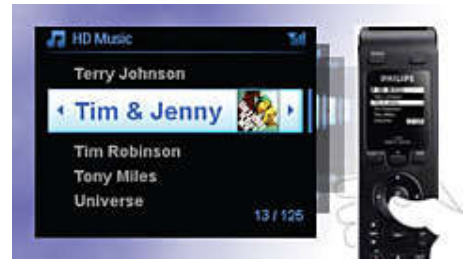 HD Music
Terry Johnson
Tim & Jenny
Tim Robinson
Tony Miles
Universe
13 / 125
PHILIPS